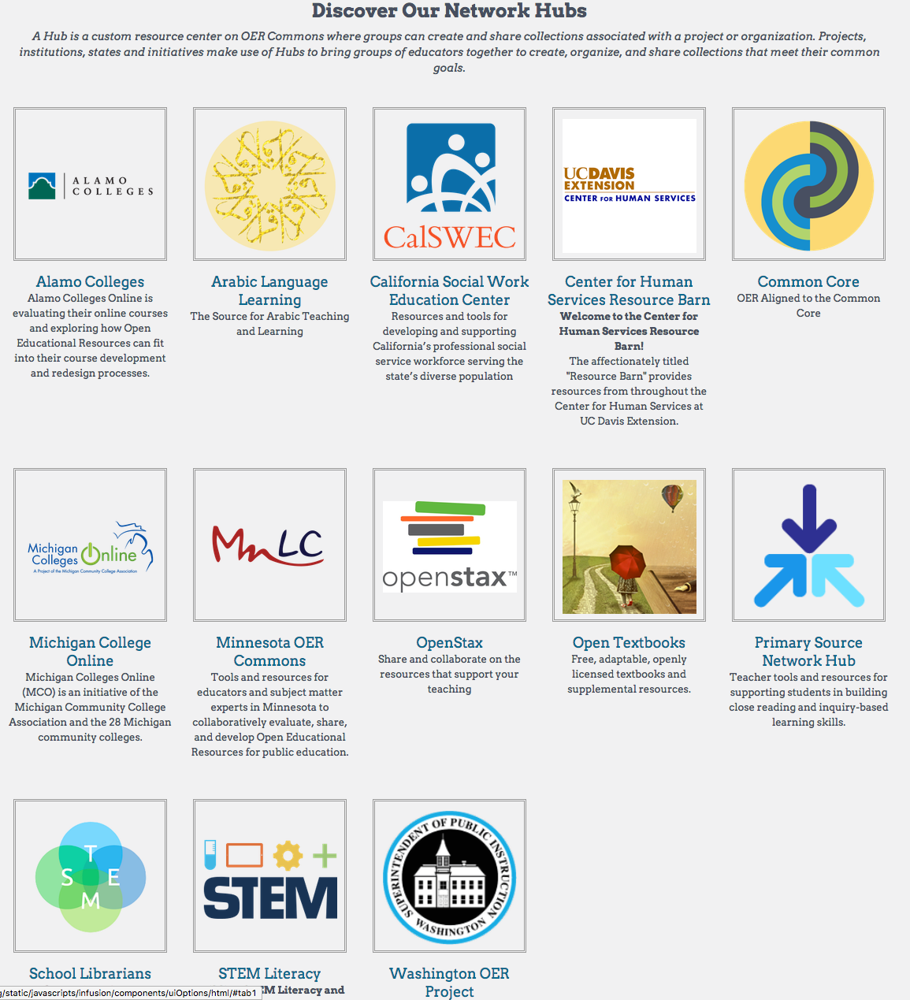 Discover Our Network Hubs
A Hub is a custom resource center on OER Commons where groups can create and share collections associated with a project or organization. Projects,
institutions, states and initiatives make use of Hubs to bring groups of educators together to create, organize, and share collections that meet their common
goals.
ALAMO
COLLEGES
CalSWEC
UCDAVIS
EXTENSION
CENTER FOR HUMAN SERVICES
Alamo Colleges
Alamo Colleges Online is
evaluating their online courses
and exploring how Open
Educational Resources can fit
into their course development
and redesign processes.
Arabic Language
Learning
The Source for Arabic Teaching
and Learning
California Social Work
Education Center
Resources and tools for
developing and supporting
California's professional social
service workforce serving the
state's diverse population
Center for Human
Services Resource Barn
Welcome to the Center for
Human Services Resource
Barn!
The affectionately titled
"Resource Barn" provides
resources from throughout the
Center for Human Services at
UC Davis Extension.
Common Core
OER Aligned to the Common
Core
Michigan
Colleges Online
A Project of the Michigan Community College Association
MnLC
openstax™
Michigan College
Online
Michigan Colleges Online
(MCO) is an initiative of the
Michigan Community College
Association and the 28 Michigan
community colleges.
Minnesota OER
Commons
Tools and resources for
educators and subject matter
experts in Minnesota to
collaboratively evaluate, share,
and develop Open Educational
Resources for public education.
OpenStax
Share and collaborate on the
resources that support your
teaching
Open Textbooks
Free, adaptable, openly
licensed textbooks and
supplemental resources.
Primary Source
Network Hub
Teacher tools and resources for
supporting students in building
close reading and inquiry-based
learning skills.
T
S E
M
STEM
SUPERINTENDENT OF PUBLIC INSTRUCTION
WASHINGTON
School Librarians
STEM Literacy
EM Literacy and
Washington OER
Project
g/static/javascripts/infusion/components/uiOptions/html/#tab1